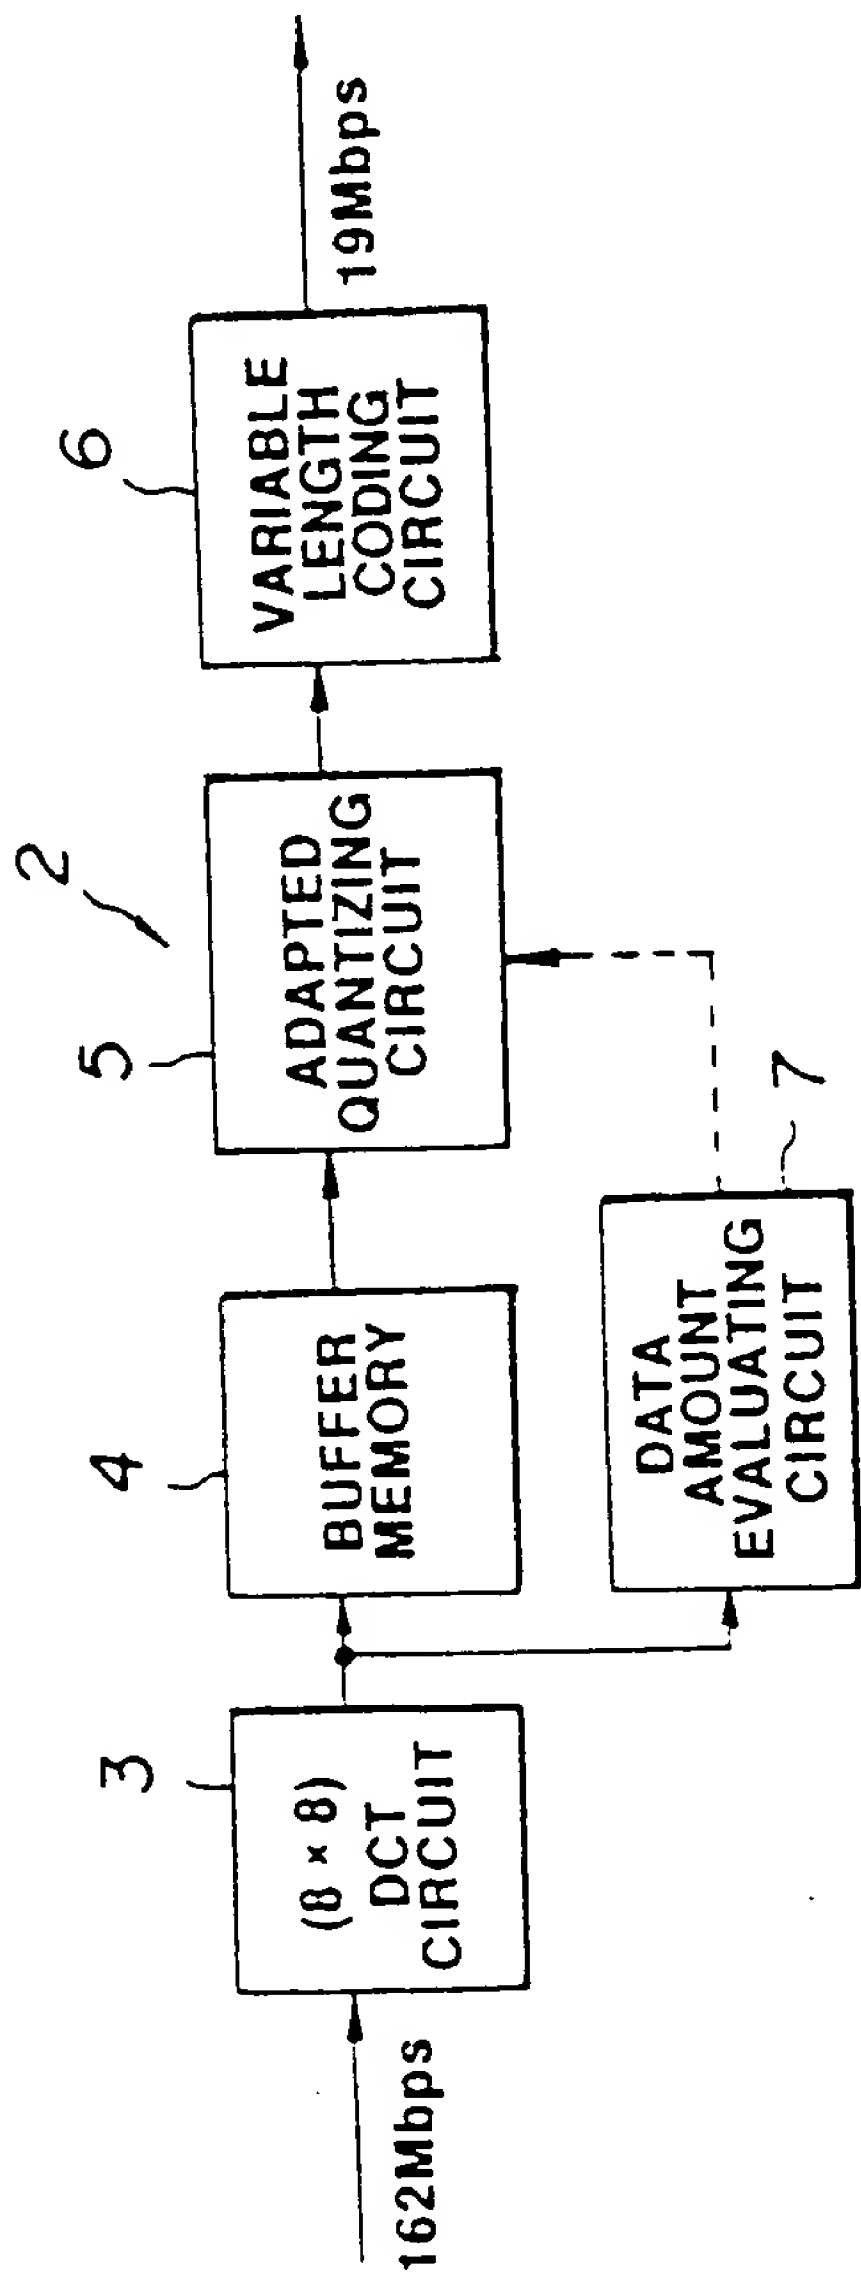 2
3
4
5
6
162Mbps
(8 × 8)
DCT
CIRCUIT
BUFFER
MEMORY
ADAPTED
QUANTIZING
CIRCUIT
VARIABLE
LENGTH
CODING
CIRCUIT
19Mbps
DATA
AMOUNT
EVALUATING
CIRCUIT
7